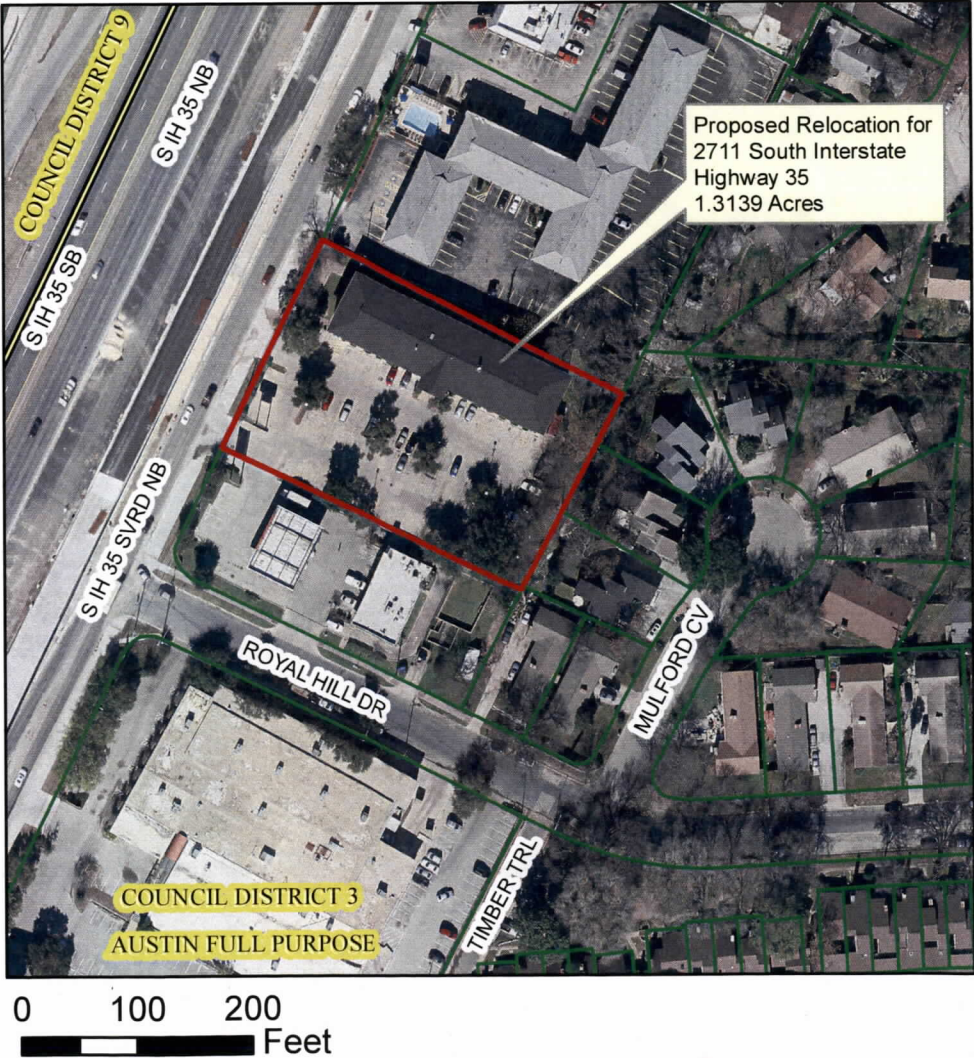 COUNCIL DISTRICT 9
S IH 35 NB
S IH 35 SB
Proposed Relocation for
2711 South Interstate
Highway 35
1.3139 Acres
S IH 35 SVRD NB
ROYAL HILL DR
MULFORD CV
TIMBER TRL
COUNCIL DISTRICT 3
AUSTIN FULL PURPOSE
0 100 200
Feet